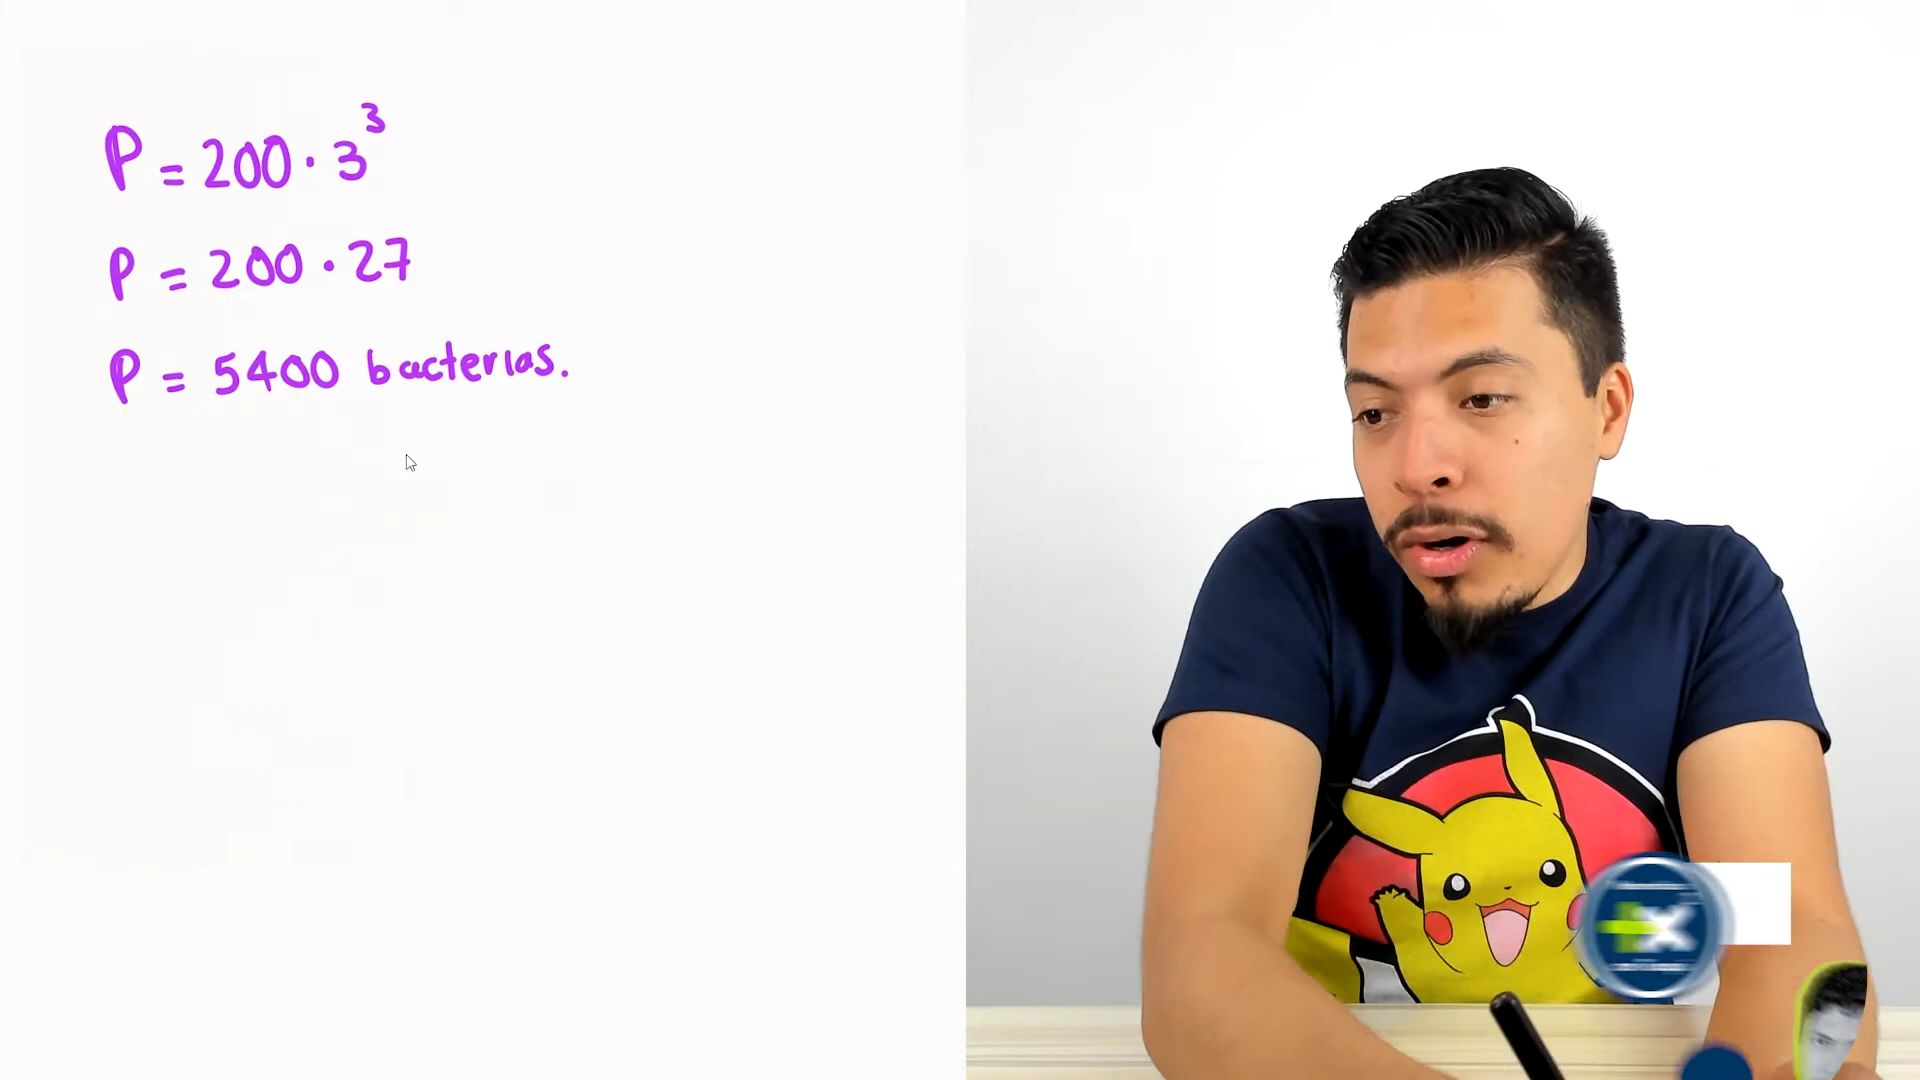 P = 200 · 3³
P = 200 · 27
P = 5400 bacterias.